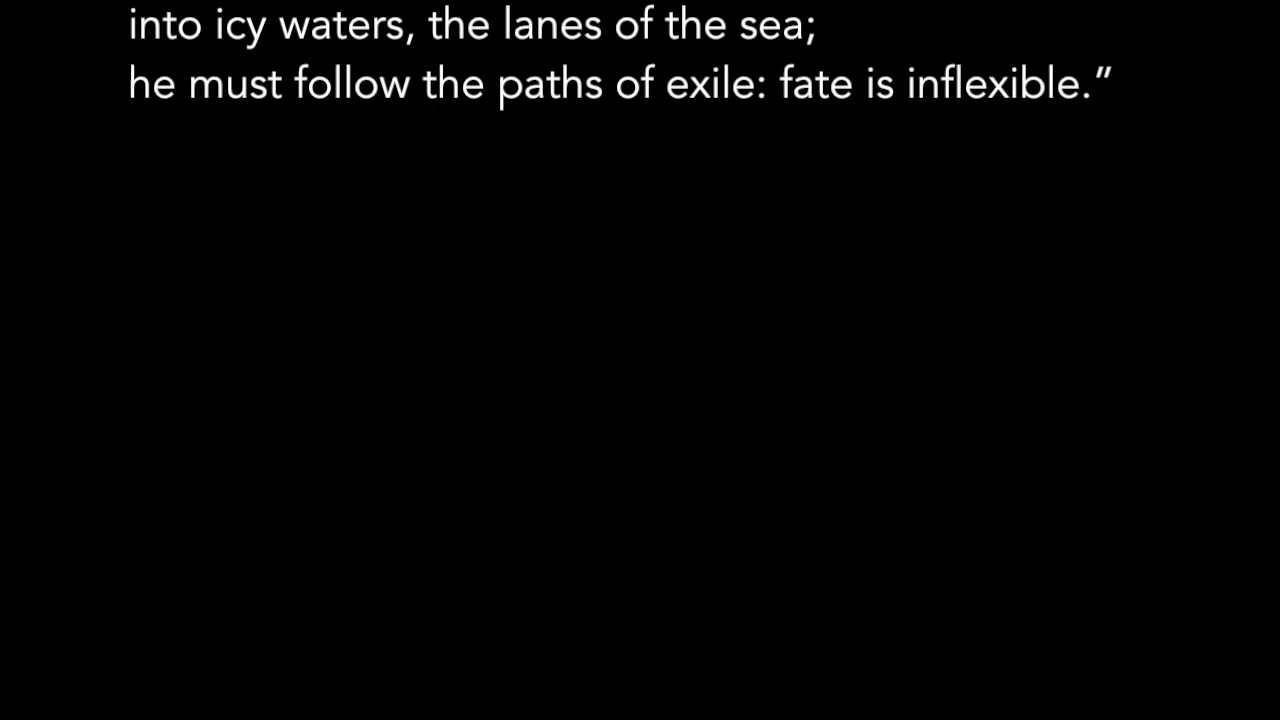 into icy waters, the lanes of the sea;
he must follow the paths of exile: fate is inflexible.”